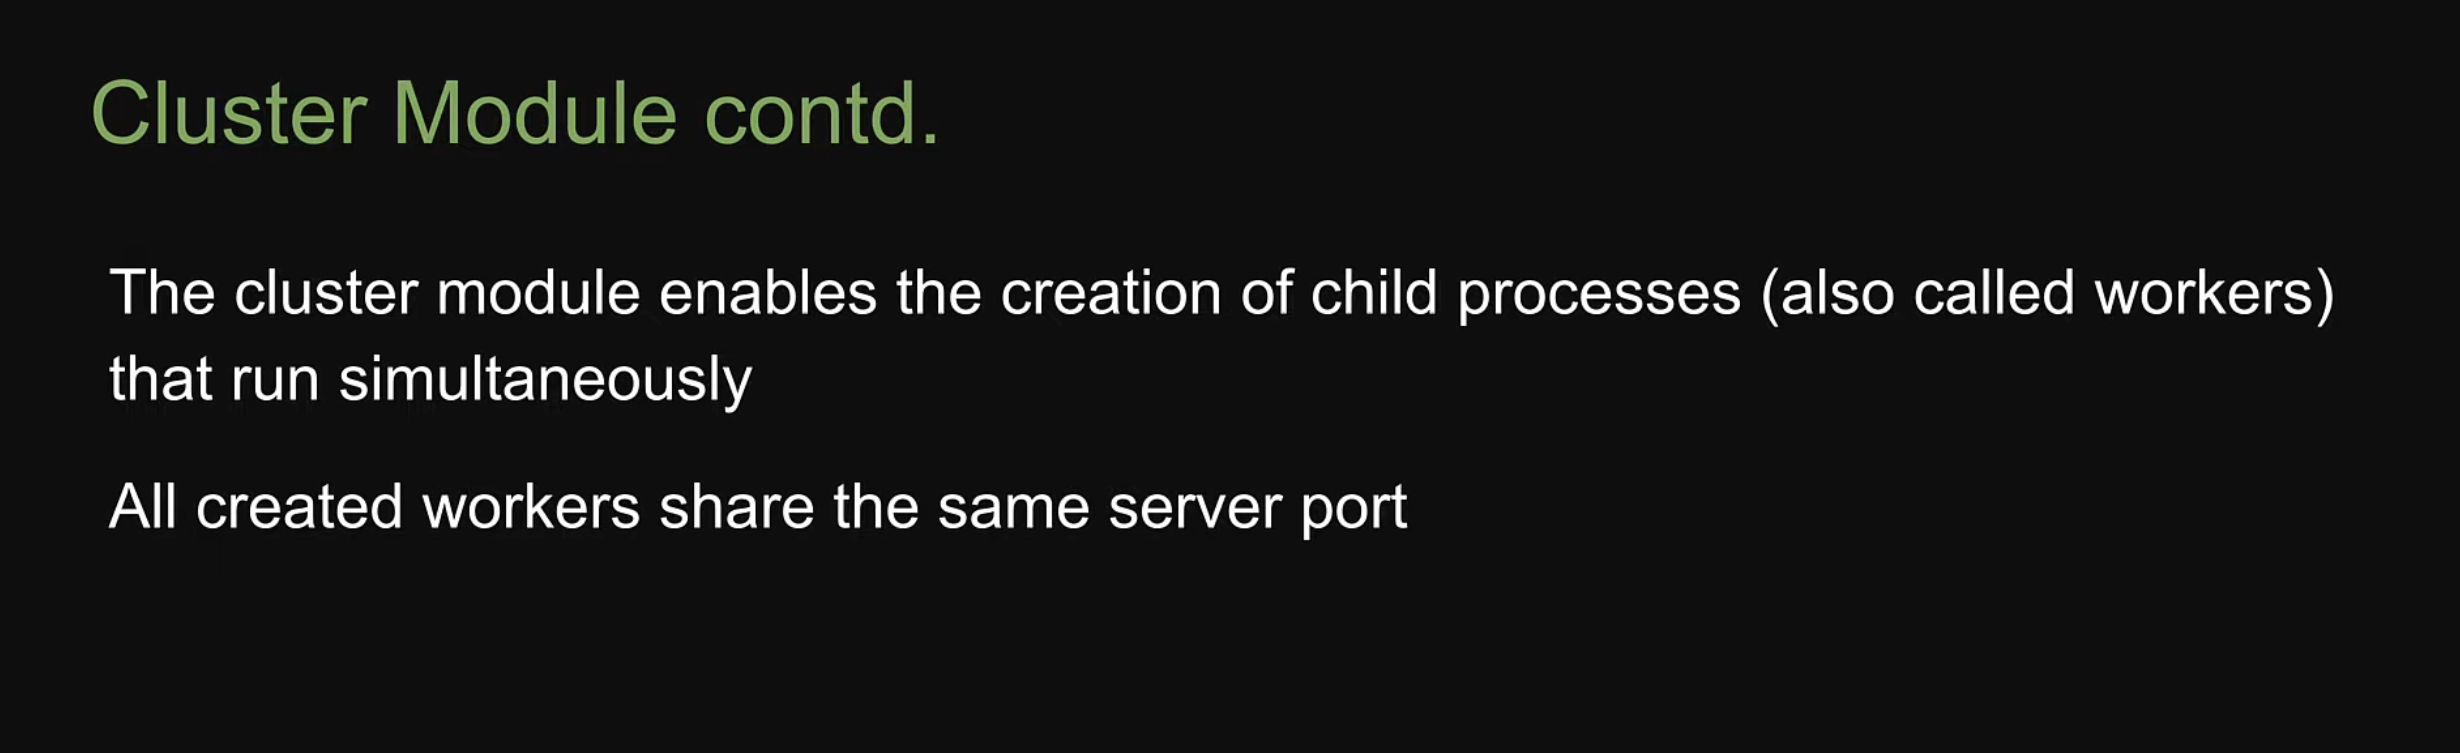 Cluster Module contd.
The cluster module enables the creation of child processes (also called workers)
that run simultaneously
All created workers share the same server port